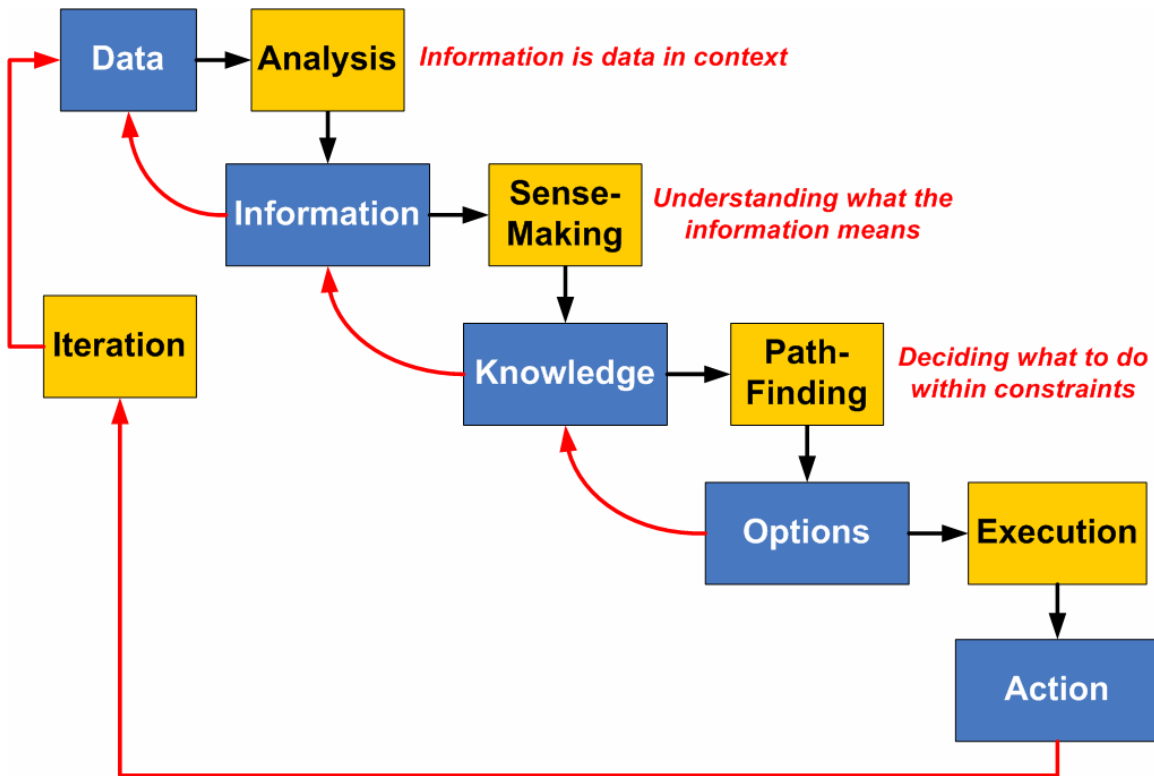 Data
Analysis
Information is data in context
Information
Sense-
Making
Understanding what the
information means
Iteration
Knowledge
Path-
Finding
Deciding what to do
within constraints
Options
Execution
Action